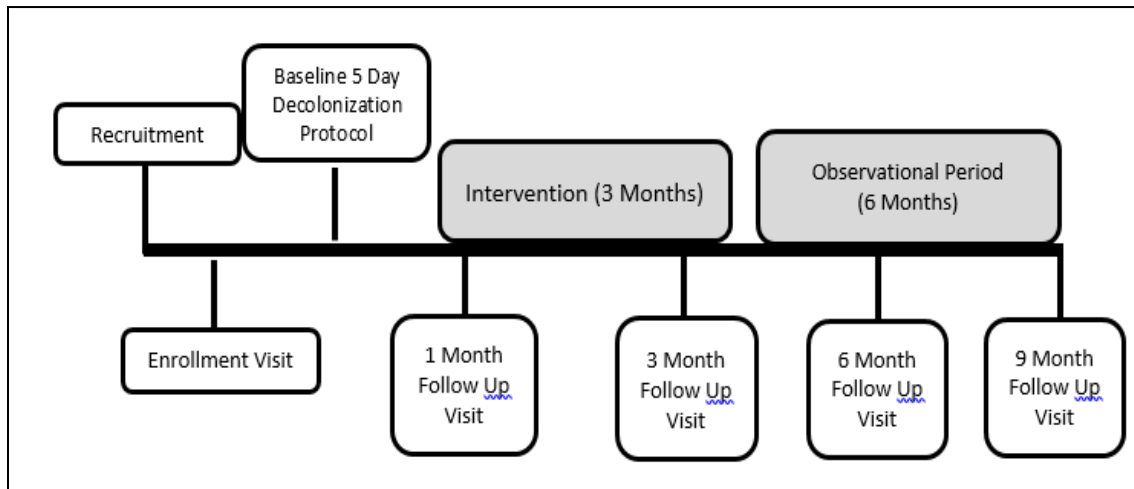 Recruitment
Baseline 5 Day
Decolonization
Protocol
Intervention (3 Months)
Observational Period
(6 Months)
Enrollment Visit
1 Month
Follow Up
Visit
3 Month
Follow Up
Visit
6 Month
Follow Up
Visit
9 Month
Follow Up
Visit